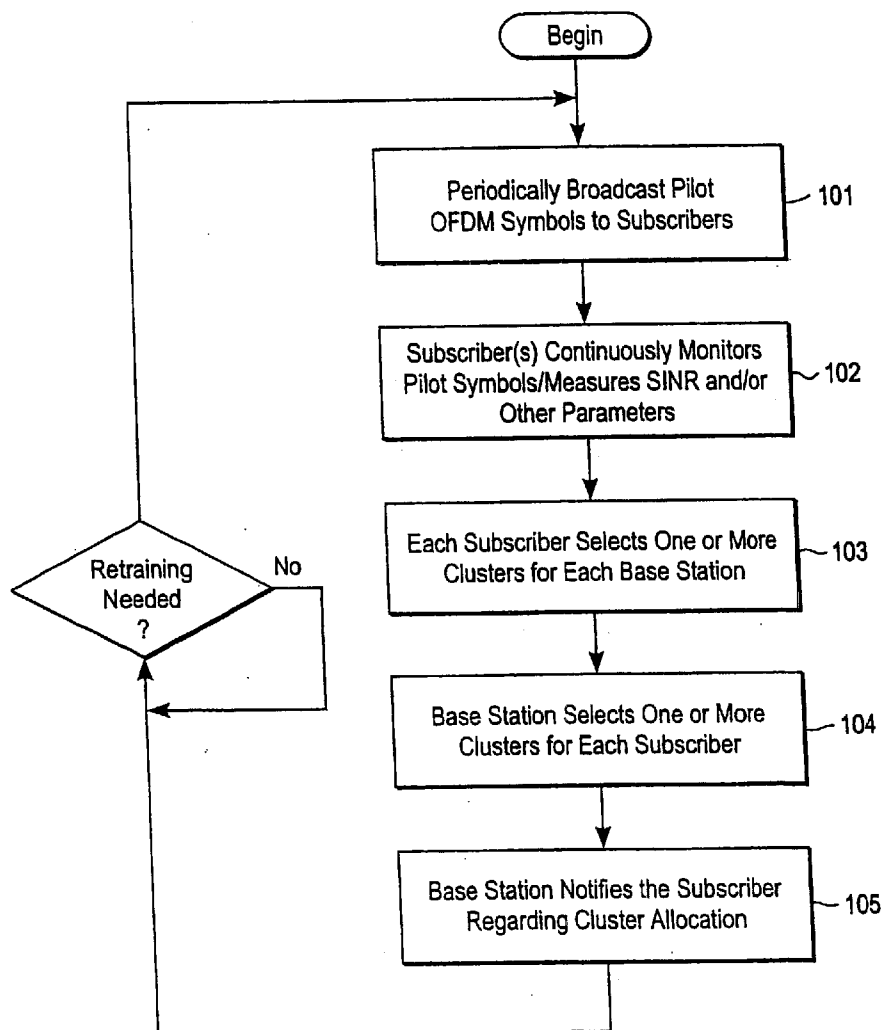 Begin
Periodically Broadcast Pilot
OFDM Symbols to Subscribers
101
Subscriber(s) Continuously Monitors
Pilot Symbols/Measures SINR and/or
Other Parameters
102
Each Subscriber Selects One or More
Clusters for Each Base Station
103
Retraining
Needed
?
No
Base Station Selects One or More
Clusters for Each Subscriber
104
Base Station Notifies the Subscriber
Regarding Cluster Allocation
105